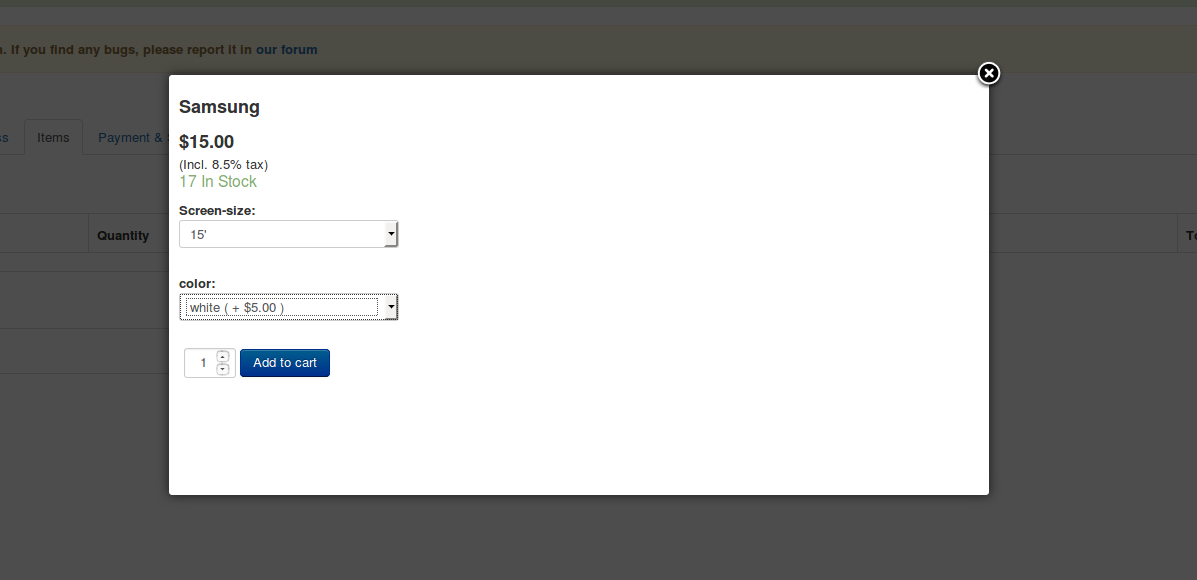 . If you find any bugs, please report it in our forum
Samsung
$15.00
(Incl. 8.5% tax)
17 In Stock
Items
Payment &
Screen-size:
15'
Quantity
color:
white ( + $5.00 )
1
Add to cart